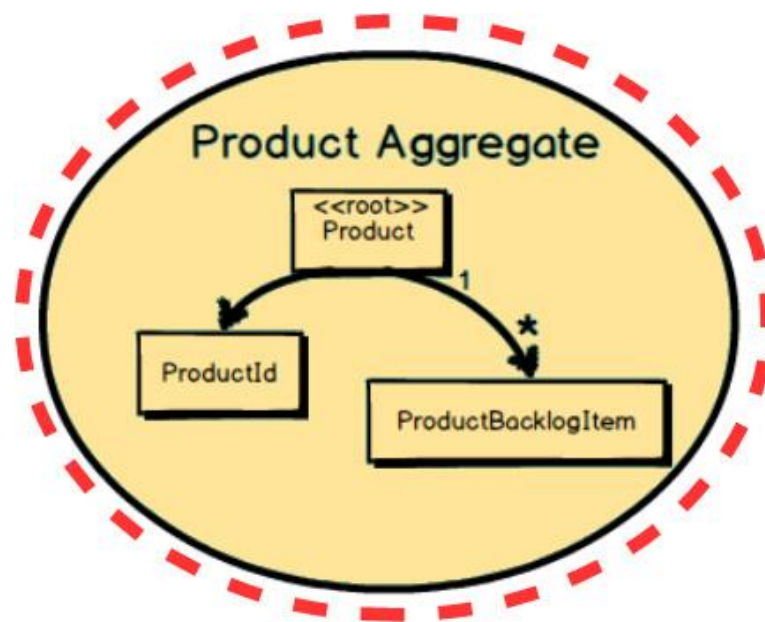 Product Aggregate
<<root>>
Product
1
*
ProductId
ProductBacklogItem